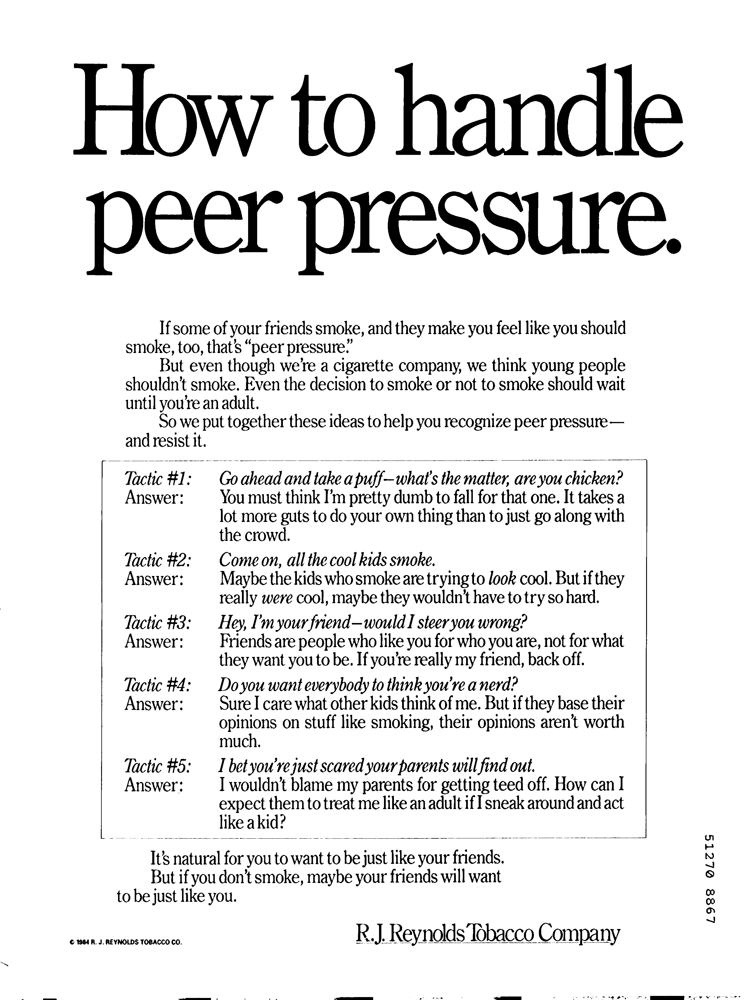 How to handle
peer pressure.
If some of your friends smoke, and they make you feel like you should
smoke, too, that's "peer pressure."
But even though we're a cigarette company, we think young people
shouldn't smoke. Even the decision to smoke or not to smoke should wait
until you're an adult.
So we put together these ideas to help you recognize peer pressure—
and resist it.
Tactic #1: Go ahead and take a puff—what's the matter, are you chicken?
Answer: You must think I'm pretty dumb to fall for that one. It takes a
lot more guts to do your own thing than to just go along with
the crowd.
Tactic #2: Come on, all the cool kids smoke.
Answer: Maybe the kids who smoke are trying to look cool. But if they
really were cool, maybe they wouldn't have to try so hard.
Tactic #3: Hey, I'm your friend—would I steer you wrong?
Answer: Friends are people who like you for who you are, not for what
they want you to be. If you're really my friend, back off.
Tactic #4: Do you want everybody to think you're a nerd?
Answer: Sure I care what other kids think of me. But if they base their
opinions on stuff like smoking, their opinions aren't worth
much.
Tactic #5: I bet you're just scared your parents will find out.
Answer: I wouldn't blame my parents for getting teed off. How can I
expect them to treat me like an adult if I sneak around and act
like a kid?
It's natural for you to want to be just like your friends.
But if you don't smoke, maybe your friends will want
to be just like you.
© 1984 R. J. REYNOLDS TOBACCO CO.
R.J. Reynolds Tobacco Company
51270 8867